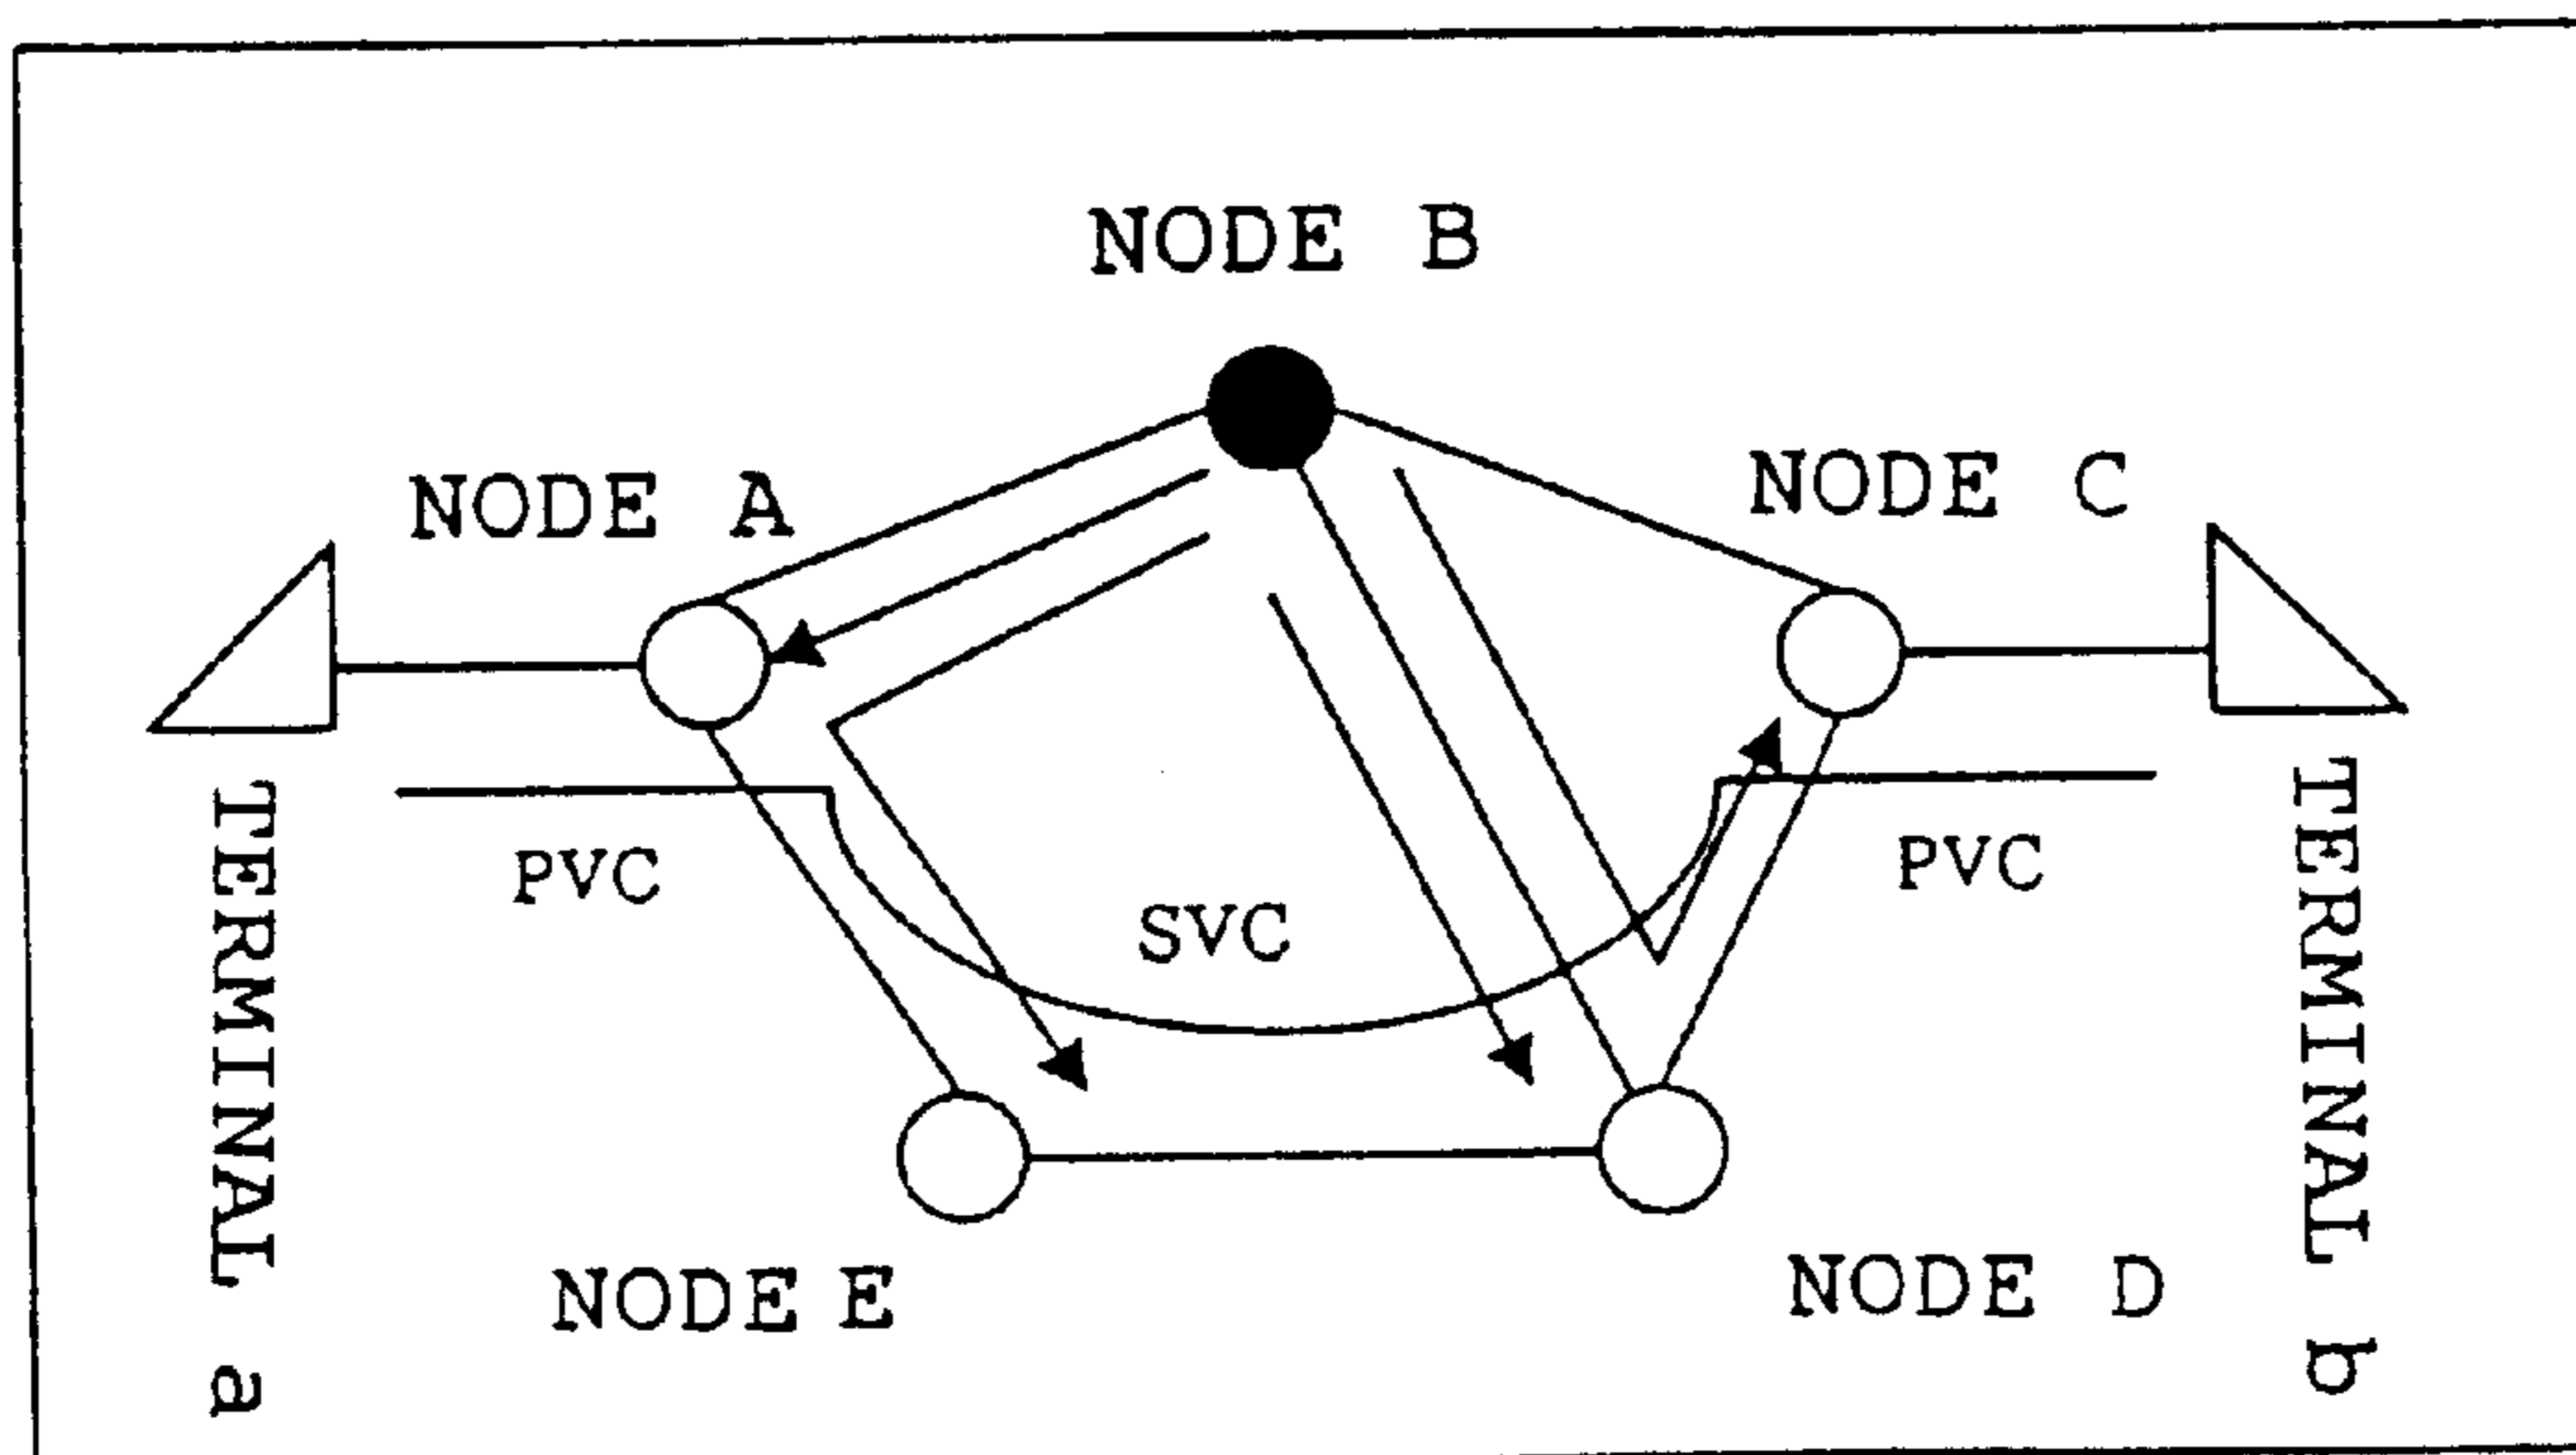 NODE B
NODE A
NODE C
TERMINAL a
PVC
SVC
PVC
TERMINAL b
NODE E
NODE D